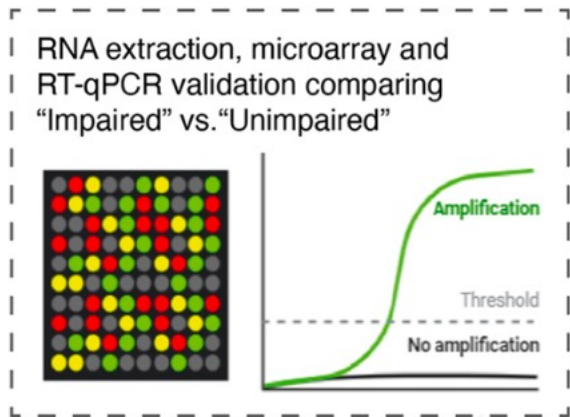 RNA extraction, microarray and
RT-qPCR validation comparing
“Impaired” vs.“Unimpaired”
Amplification
Threshold
No amplification